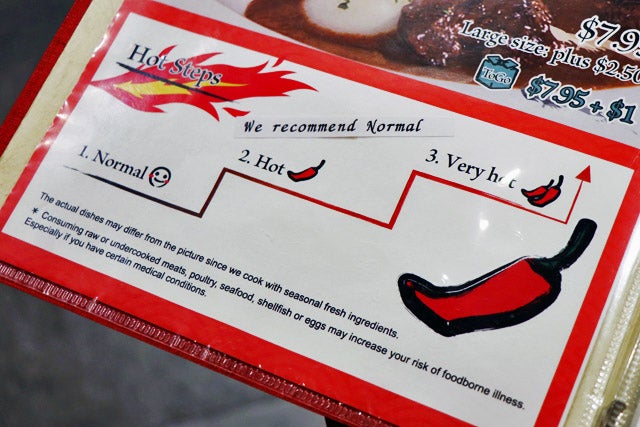 $7.9
Large size: plus $2.50
ToGo
$7.95 + $1
Hot Steps
We recommend Normal
1. Normal
2. Hot
3. Very hot
The actual dishes may differ from the picture since we cook with seasonal fresh ingredients.
* Consuming raw or undercooked meats, poultry, seafood, shellfish or eggs may increase your risk of foodborne illness.
Especially if you have certain medical conditions.